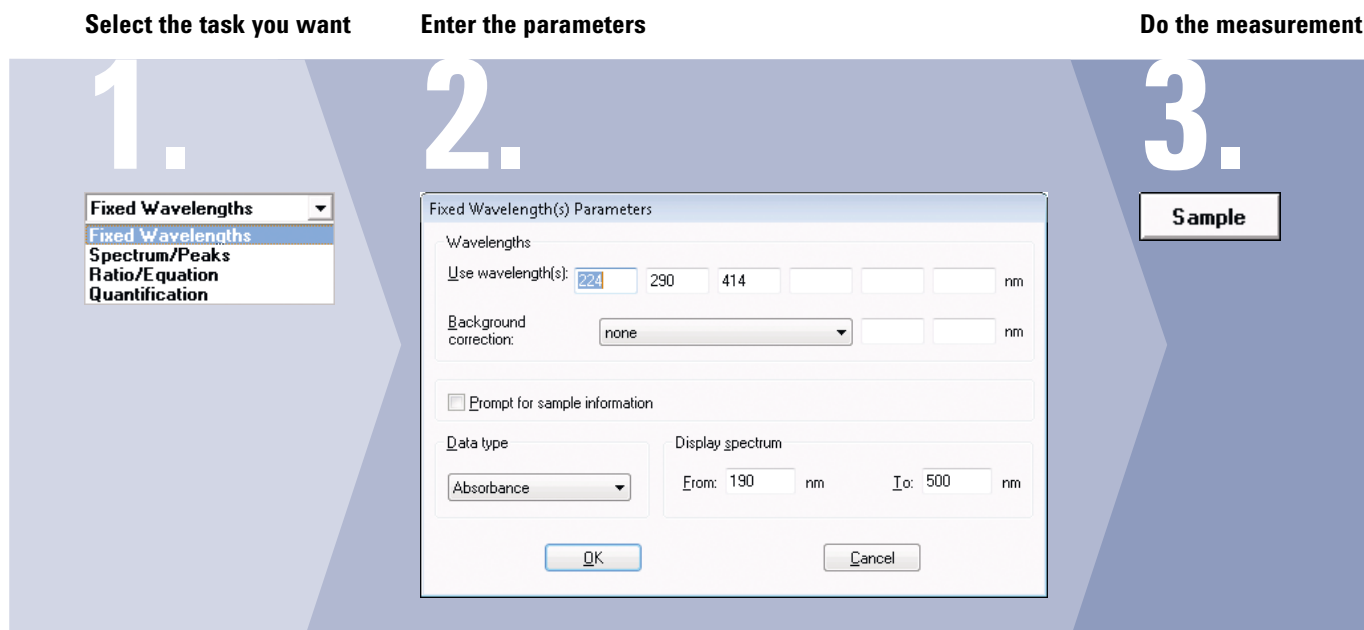 Select the task you want
Enter the parameters
Do the measurement
1.
2.
3.
Fixed Wavelengths
Fixed Wavelengths
Spectrum/Peaks
Ratio/Equation
Quantification
Fixed Wavelength(s) Parameters
Wavelengths
Use wavelength(s): 224 290 414 nm
Background
correction: none nm
Prompt for sample information
Data type
Absorbance
Display spectrum
From: 190 nm To: 500 nm
OK
Cancel
Sample